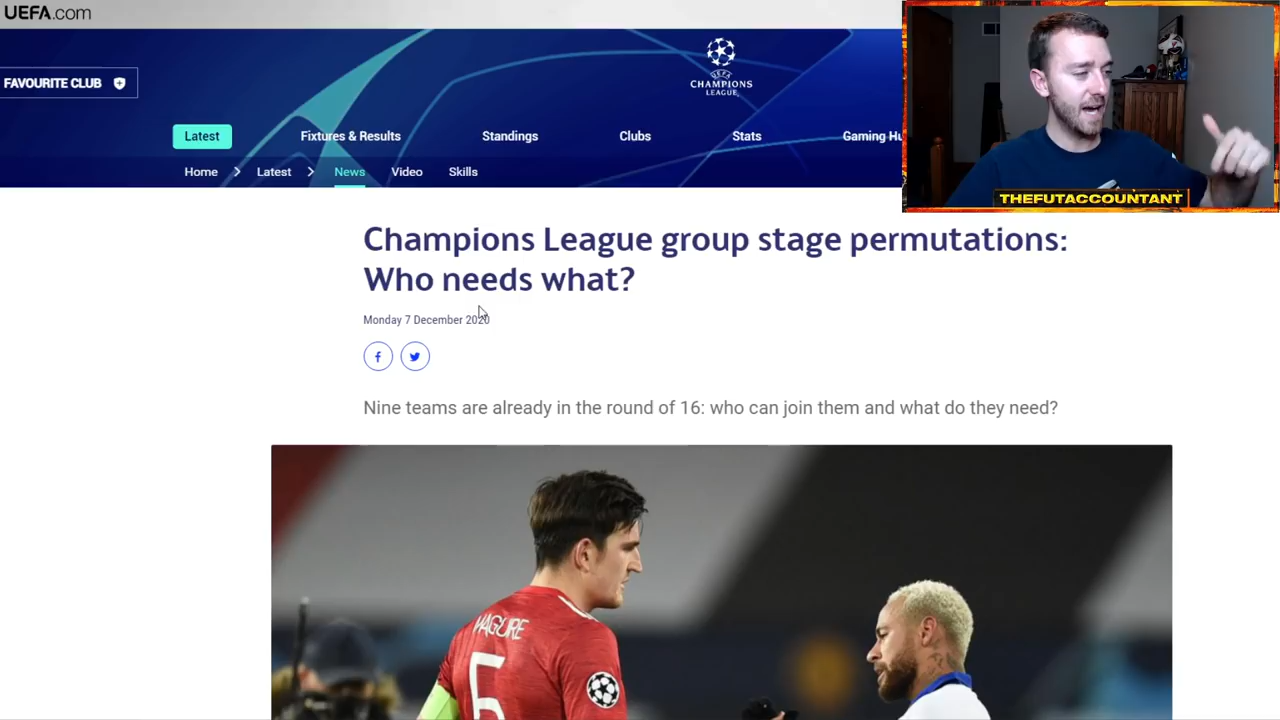 UEFA.com
FAVOURITE CLUB
UEFA
CHAMPIONS
LEAGUE
Latest
Fixtures & Results
Standings
Clubs
Stats
Gaming Hu
Home
Latest
News
Video
Skills
THEFUTACCOUNTANT
Champions League group stage permutations:
Who needs what?
Monday 7 December 2020
Nine teams are already in the round of 16: who can join them and what do they need?
MAGUIRE
5